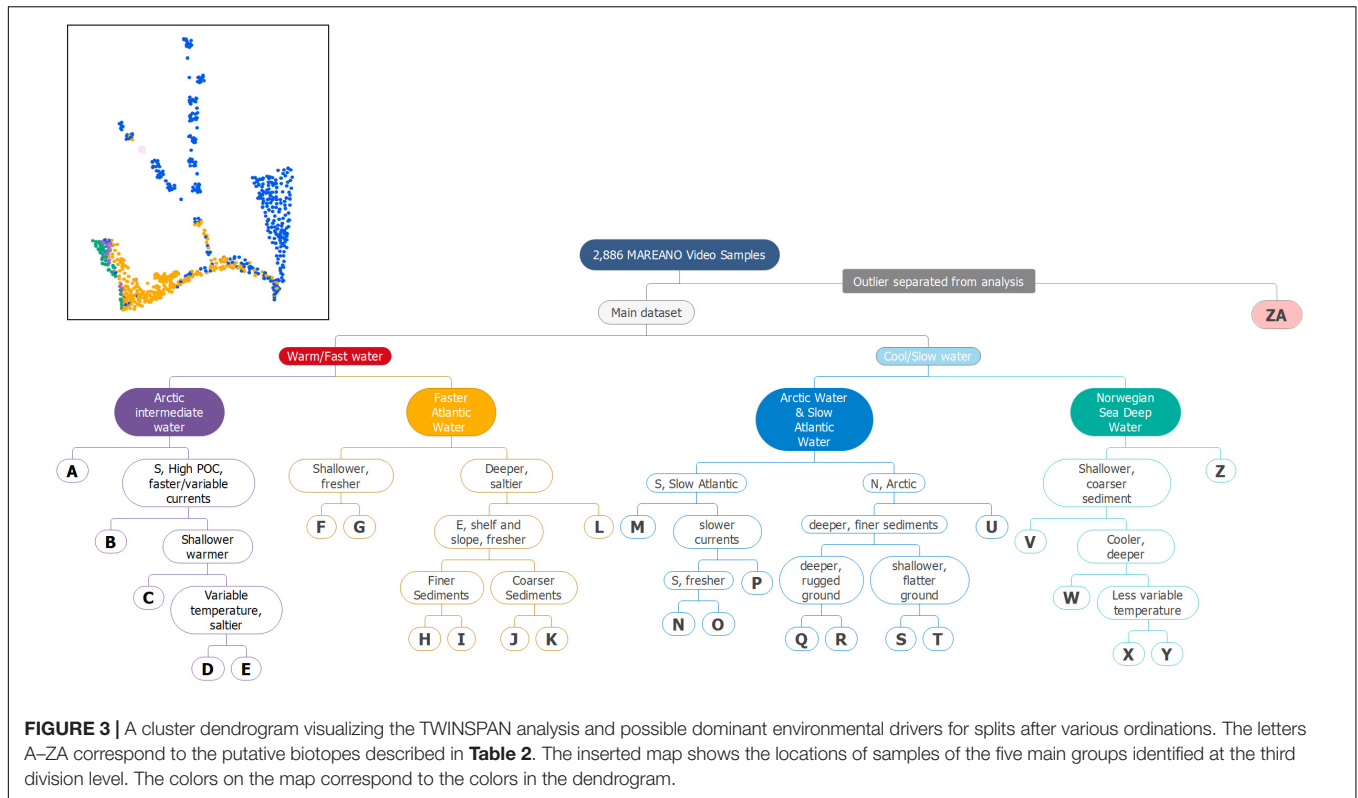 2,886 MAREANO Video Samples
Outlier separated from analysis
Main dataset
ZA
Warm/Fast water
Cool/Slow water
Arctic
intermediate
water
Faster
Atlantic
Water
Arctic Water
& Slow
Atlantic
Water
Norwegian
Sea Deep
Water
A
S, High POC,
faster/variable
currents
Shallower,
fresher
Deeper,
saltier
S, Slow Atlantic
N, Arctic
Shallower,
coarser
sediment
Z
B
Shallower
warmer
F
G
E, shelf and
slope, fresher
L
M
slower
currents
deeper, finer sediments
U
V
Cooler,
deeper
C
Variable
temperature,
saltier
Finer
Sediments
Coarser
Sediments
S, fresher
P
deeper,
rugged
ground
shallower,
flatter
ground
W
Less variable
temperature
D
E
H
I
J
K
N
O
Q
R
S
T
X
Y
FIGURE 3 | A cluster dendrogram visualizing the TWINSPAN analysis and possible dominant environmental drivers for splits after various ordinations. The letters
A–ZA correspond to the putative biotopes described in Table 2. The inserted map shows the locations of samples of the five main groups identified at the third
division level. The colors on the map correspond to the colors in the dendrogram.